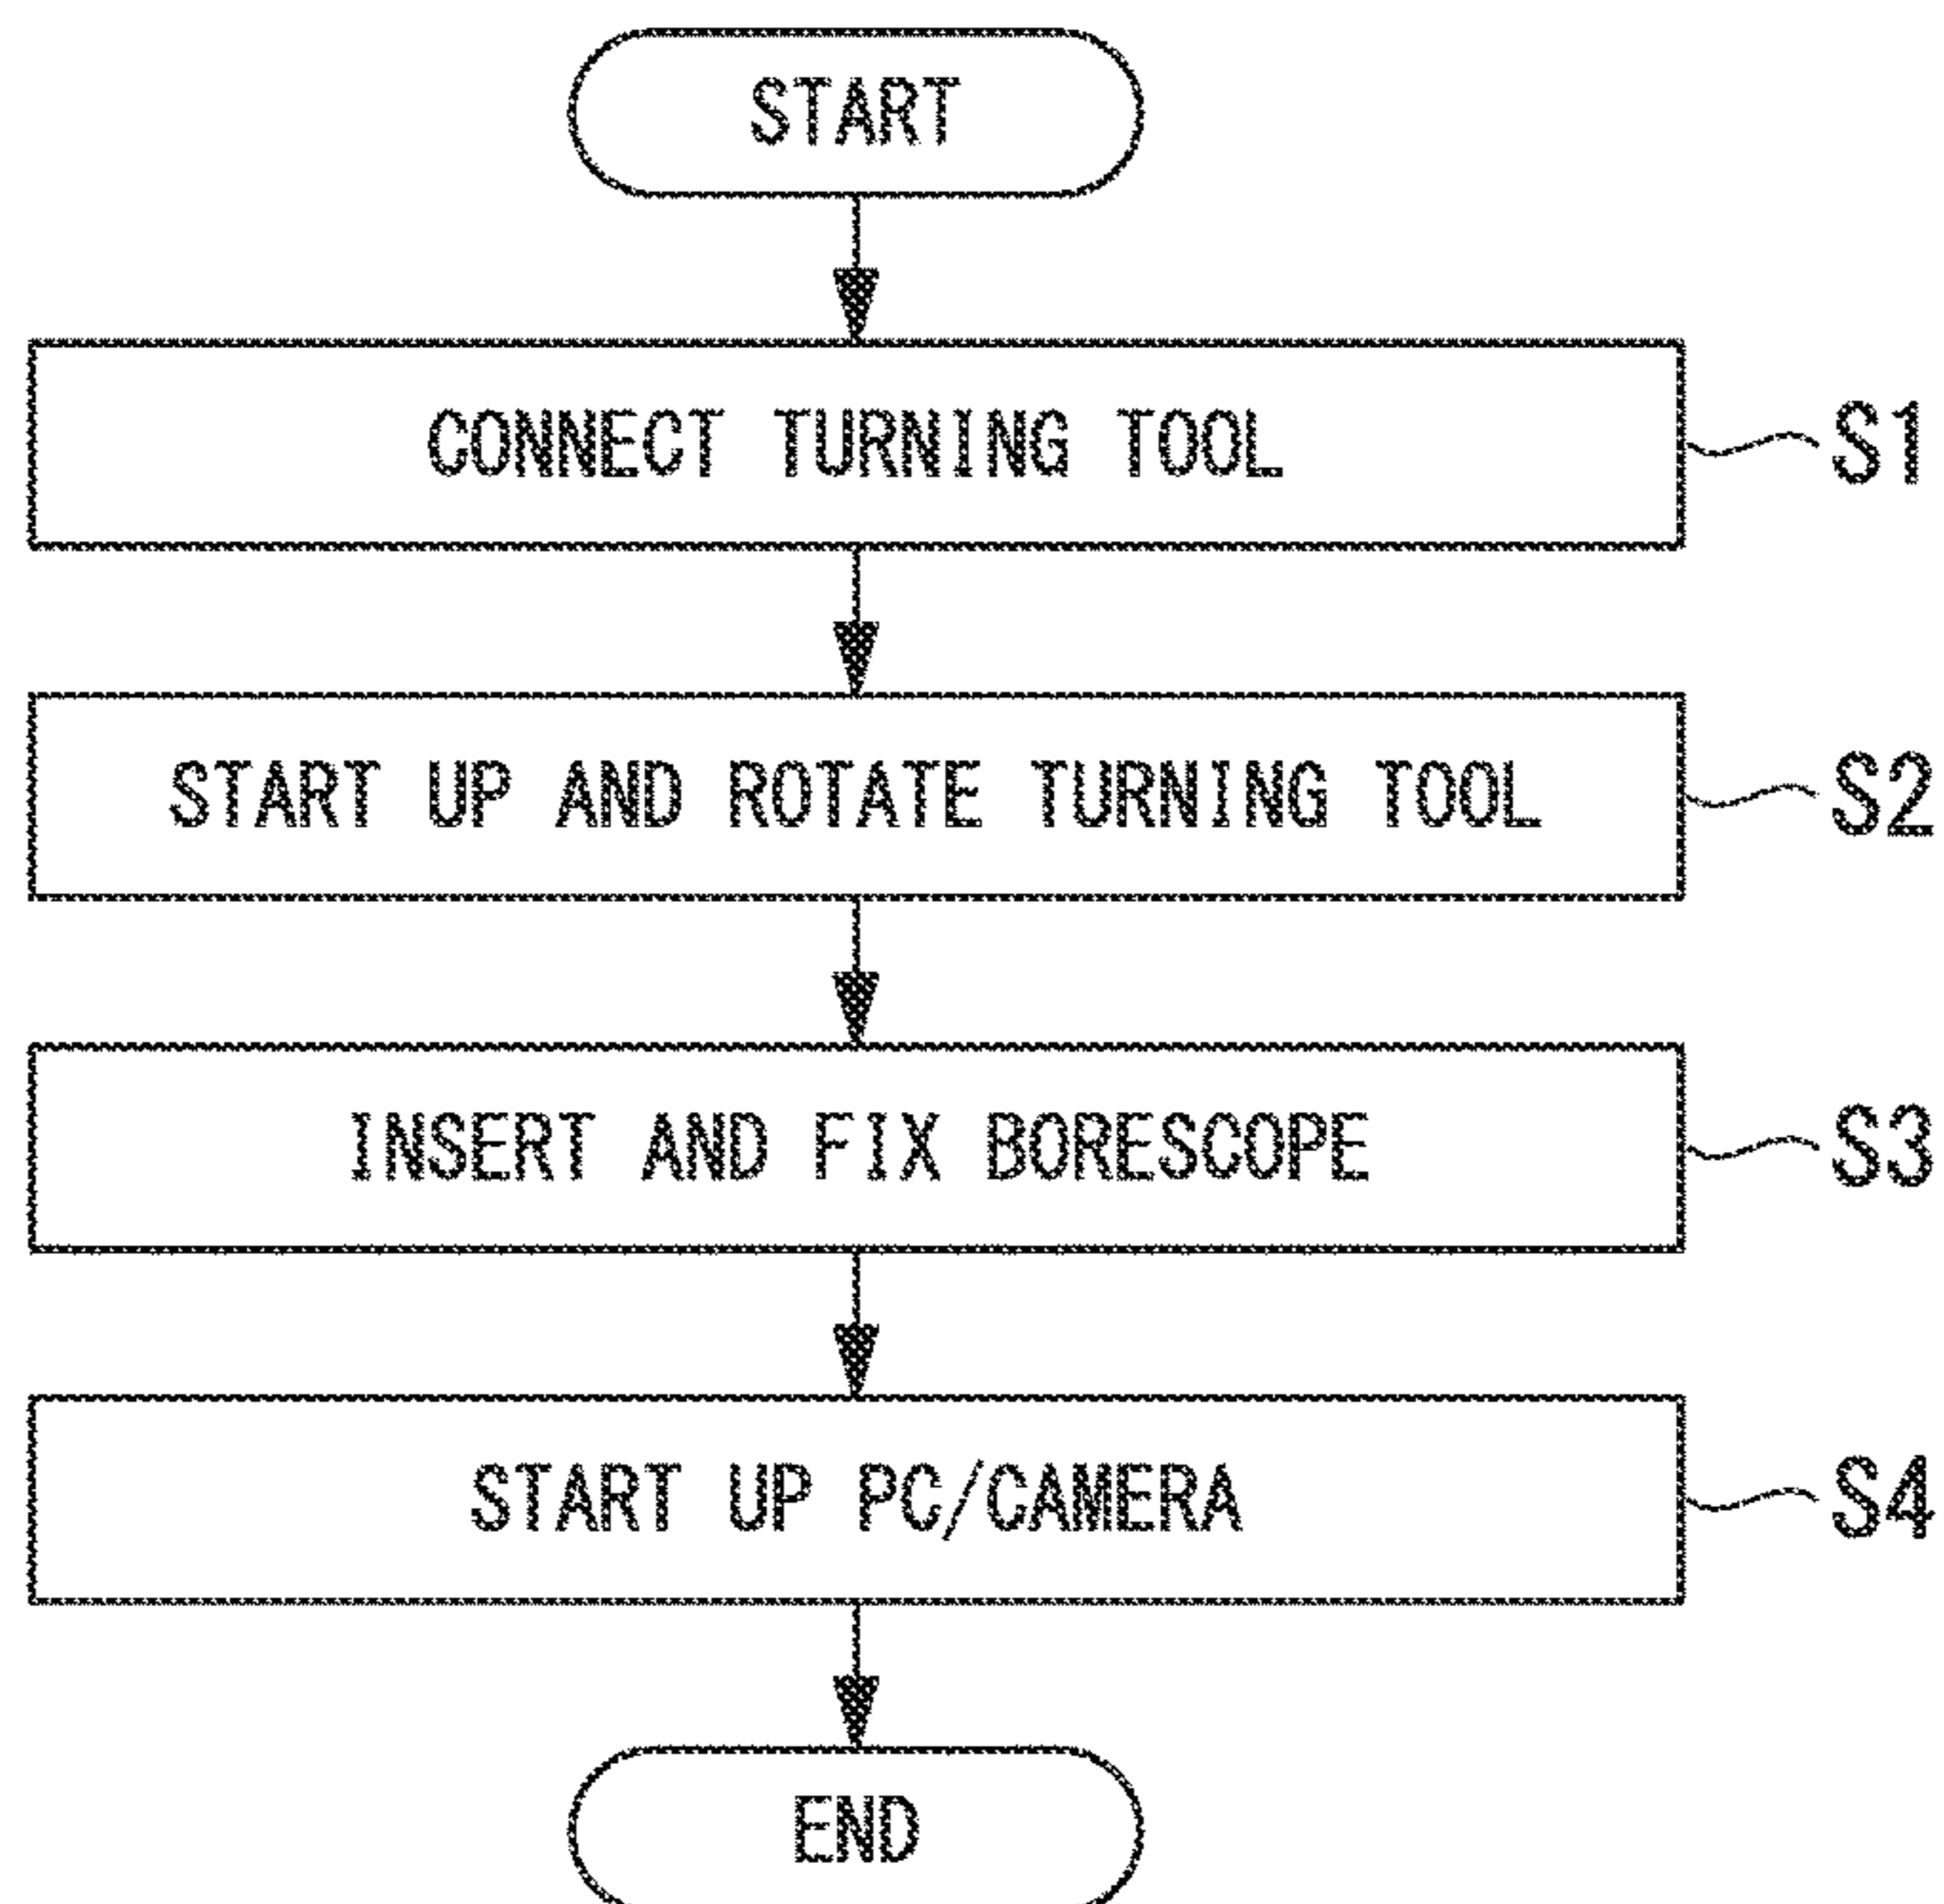 START
CONNECT TURNING TOOL
S1
START UP AND ROTATE TURNING TOOL
S2
INSERT AND FIX BORESCOPE
S3
START UP PC/CAMERA
S4
END